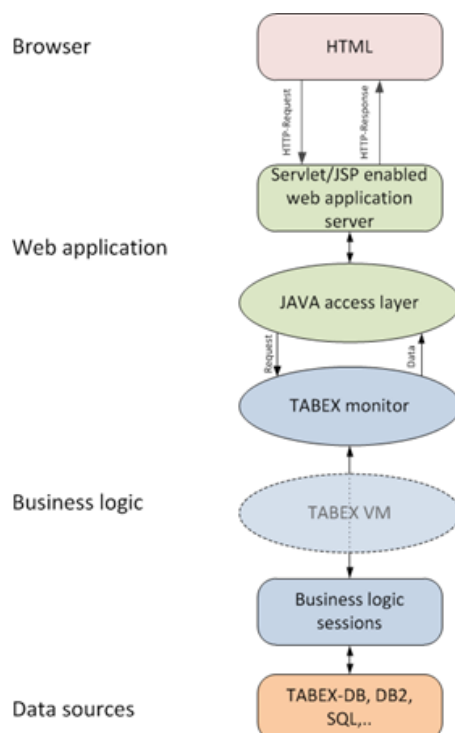 Browser
HTML
HTTP-Request
HTTP-Response
Servlet/JSP enabled
web application
server
Web application
JAVA access layer
Request
Data
TABEX monitor
Business logic
TABEX VM
Business logic
sessions
Data sources
TABEX-DB, DB2,
SQL,..